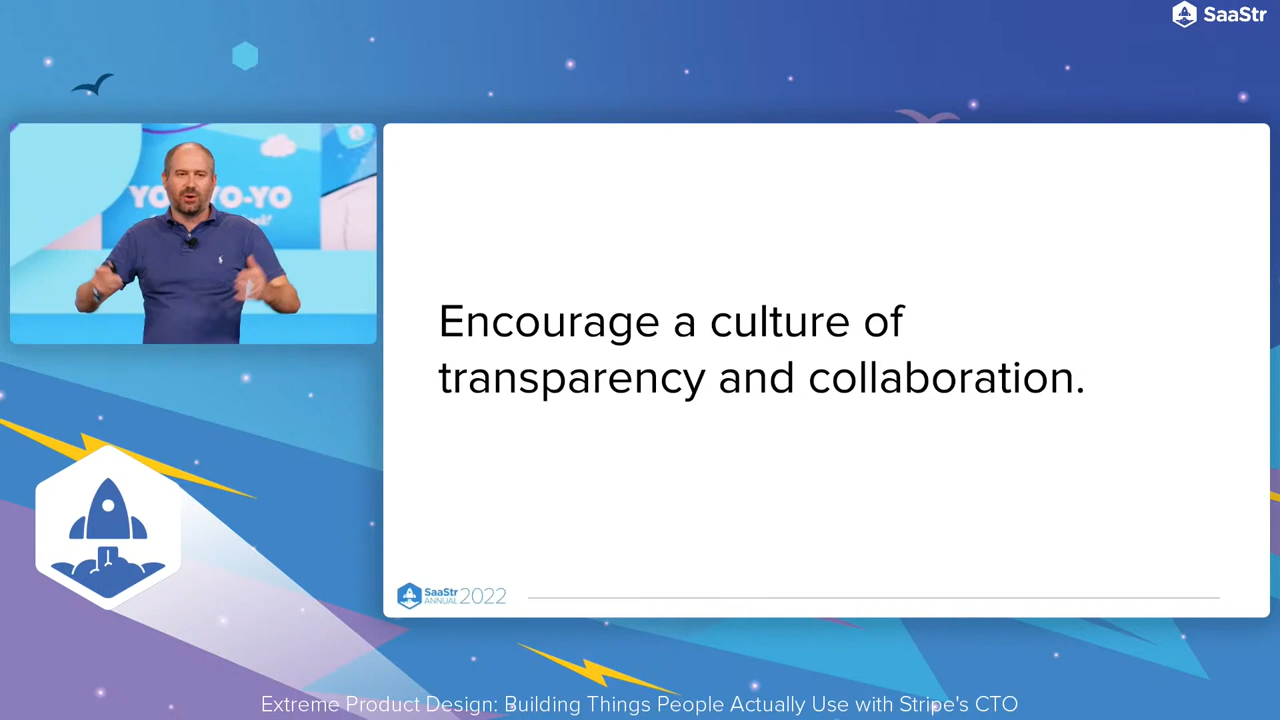 SaaStr
YO-YO-YO
Encourage a culture of
transparency and collaboration.
SaaStr
ANNUAL 2022
Extreme Product Design: Building Things People Actually Use with Stripe's CTO